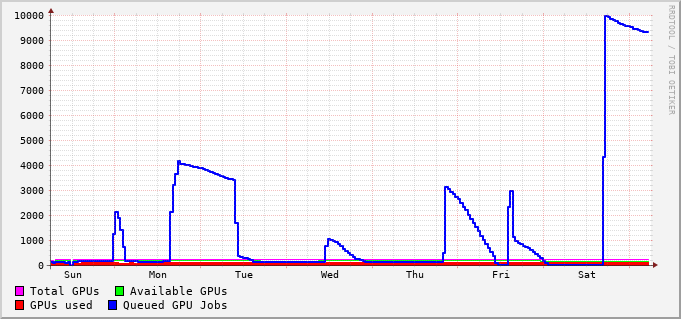 10000
9000
8000
7000
6000
5000
4000
3000
2000
1000
0
Sun Mon Tue Wed Thu Fri Sat
Total GPUs Available GPUs
GPUs used Queued GPU Jobs
RRDTOOL / TOBI OETIKER